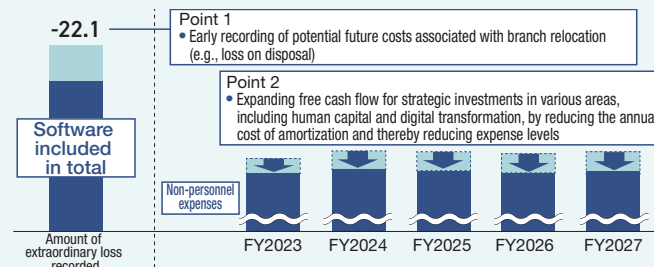 -22.1
Point 1
• Early recording of potential future costs associated with branch relocation
(e.g., loss on disposal)
Point 2
• Expanding free cash flow for strategic investments in various areas,
including human capital and digital transformation, by reducing the annual
cost of amortization and thereby reducing expense levels
Software
included
in total
Non-personnel
expenses
Amount of
extraordinary loss
recorded
FY2023 FY2024 FY2025 FY2026 FY2027